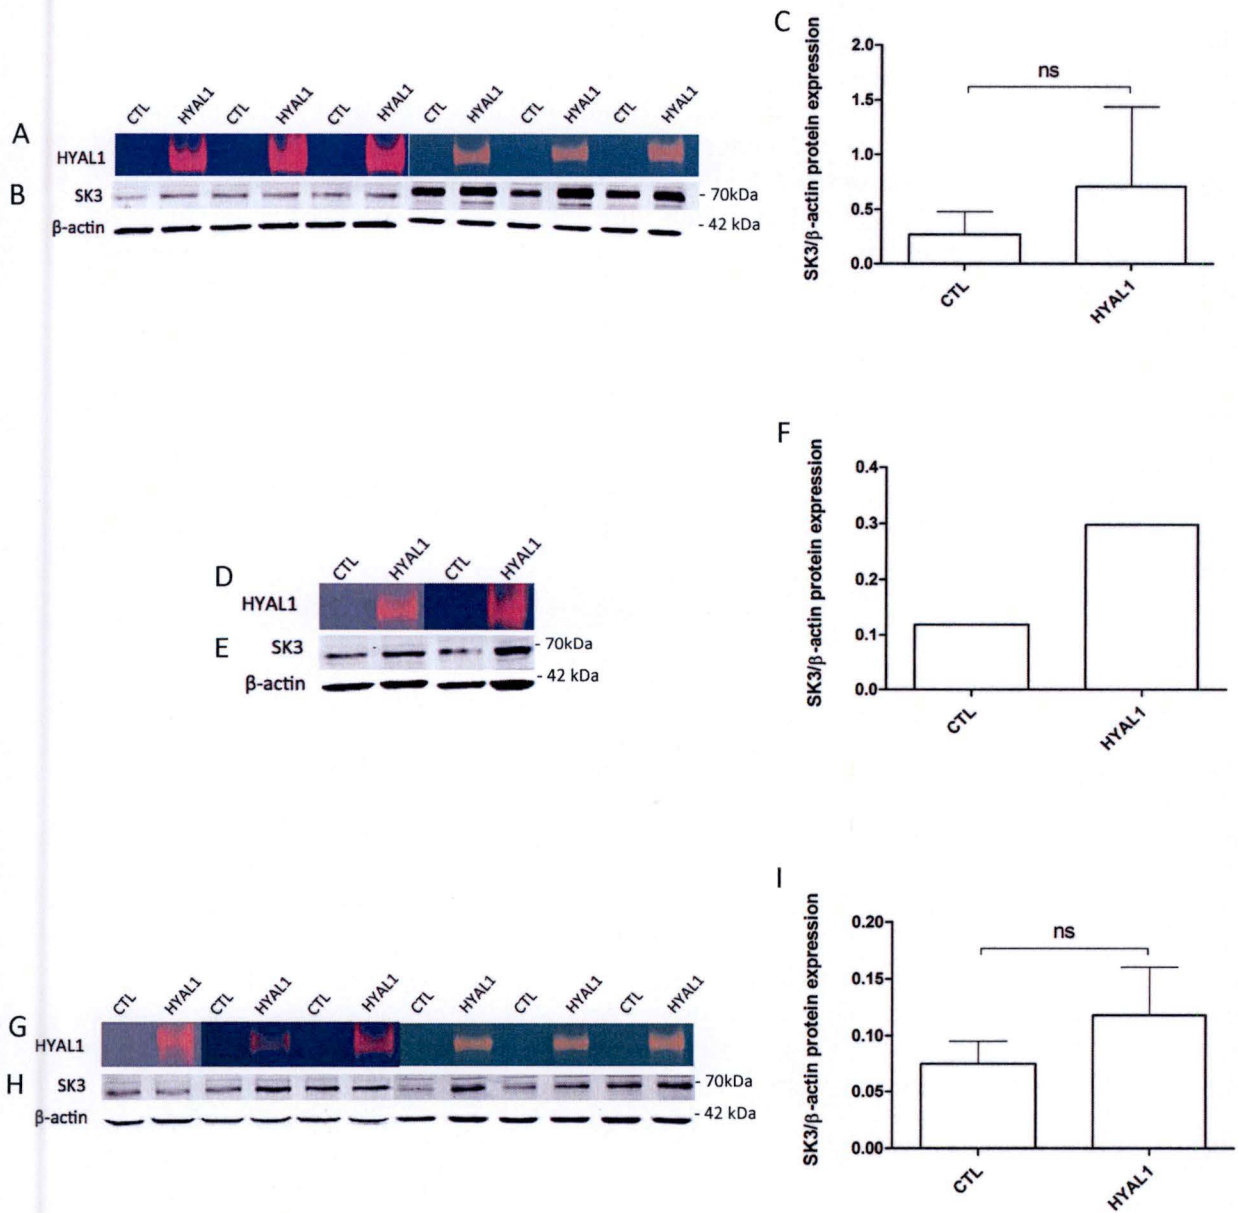 C
2.0
1.5
1.0
0.5
0.0
SK3/β-actin protein expression
ns
CTL
HYAL1
CTL HYAL1 CTL HYAL1 CTL HYAL1 CTL HYAL1 CTL HYAL1 CTL HYAL1
A
HYAL1
B
SK3
- 70kDa
β-actin
- 42 kDa
F
0.4
0.3
0.2
0.1
0.0
SK3/β-actin protein expression
CTL
HYAL1
CTL HYAL1 CTL HYAL1
D
HYAL1
E
SK3
- 70kDa
β-actin
- 42 kDa
I
0.20
0.15
0.10
0.05
0.00
SK3/β-actin protein expression
ns
CTL
HYAL1
CTL HYAL1 CTL HYAL1 CTL HYAL1 CTL HYAL1 CTL HYAL1 CTL HYAL1
G
HYAL1
H
SK3
- 70kDa
β-actin
- 42 kDa